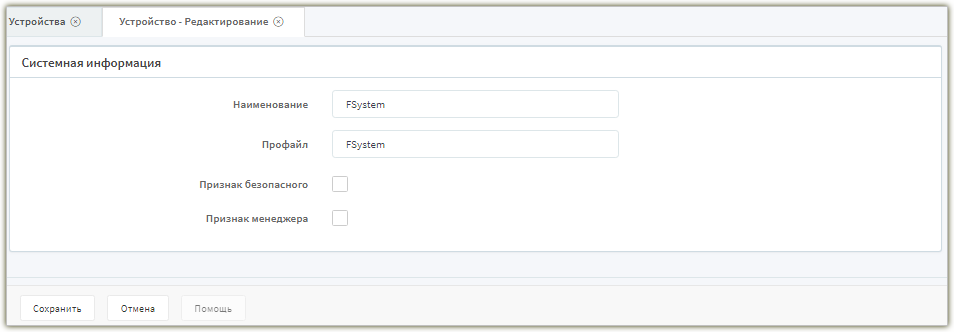 Устройства
Устройство - Редактирование
Системная информация
Наименование FSystem
Профайл FSystem
Признак безопасного
Признак менеджера
Сохранить Отмена Помощь